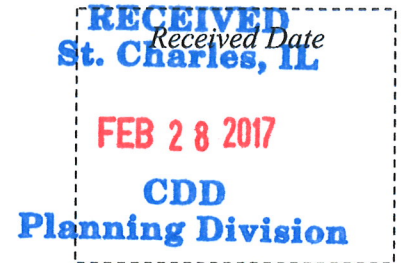 RECEIVED
Received Date
St. Charles, IL
FEB 28 2017
CDD
Planning Division